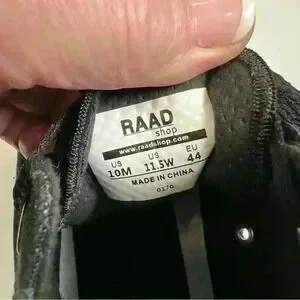 RAAD
shop
www.raadshop.com
US US EU
10M 11.5W 44
MADE IN CHINA
0170